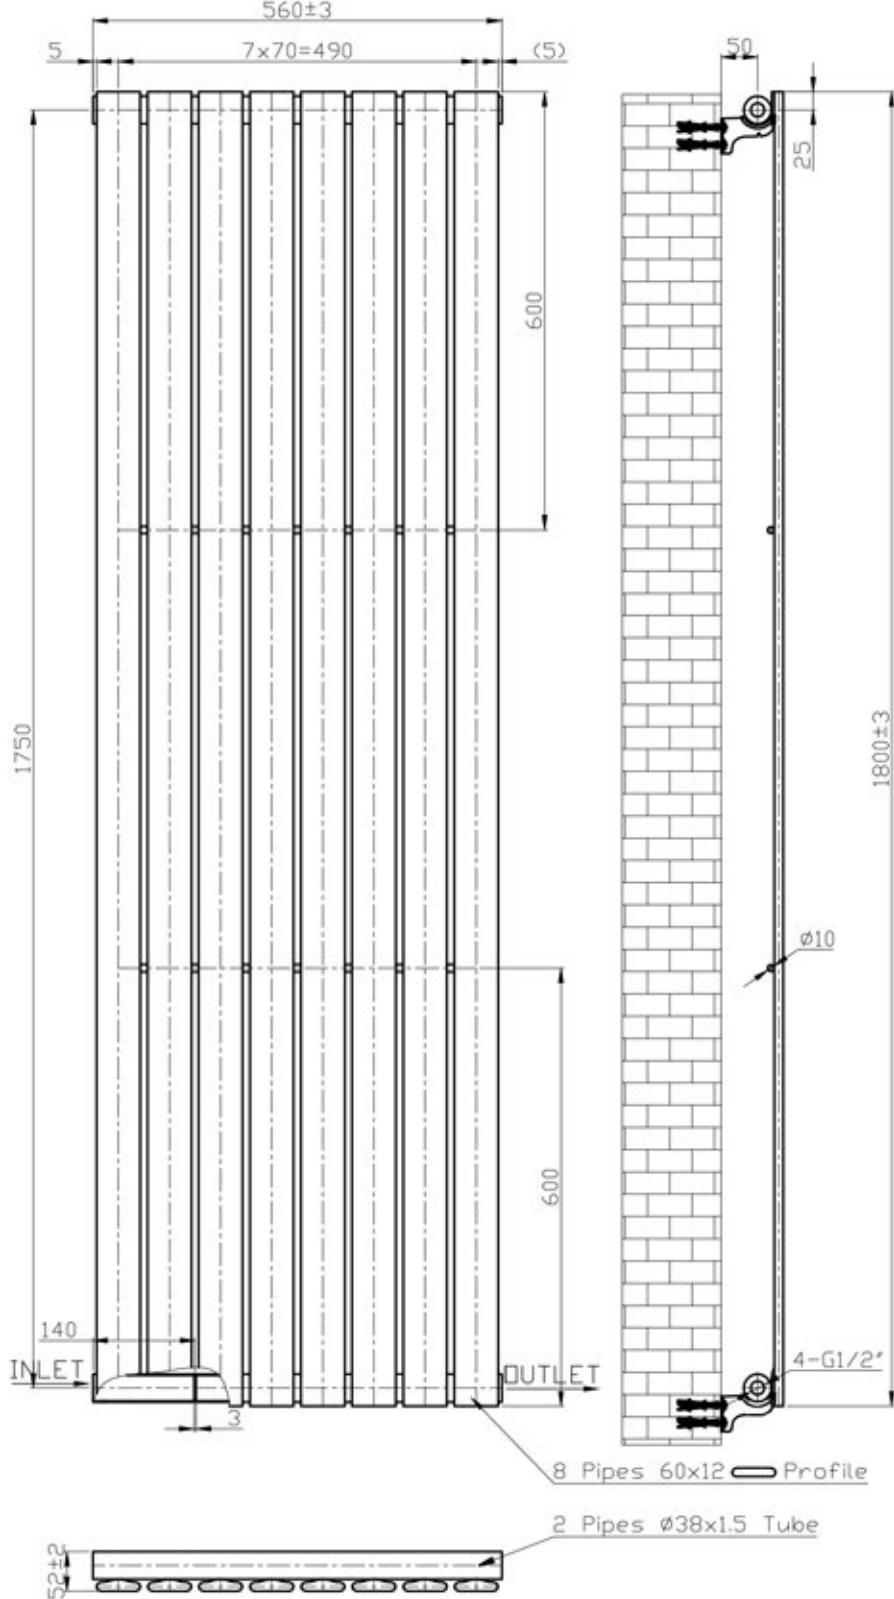 560±3
5
7x70=490
(5)
50
25
600
1750
1800±3
Ø10
600
140
INLET
OUTLET
4-G1/2"
3
8 Pipes 60x12 Profile
2 Pipes Ø38x1.5 Tube
52±2